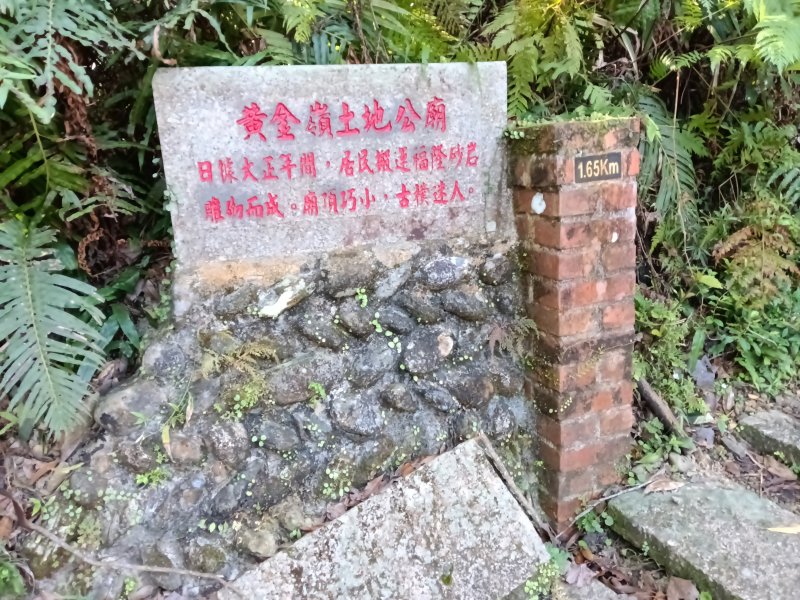 黃金嶺土地公廟
日據大正年間，居民搬運福隆砂岩
雕砌而成。廟頂巧小，古樸迷人。
1.65Km